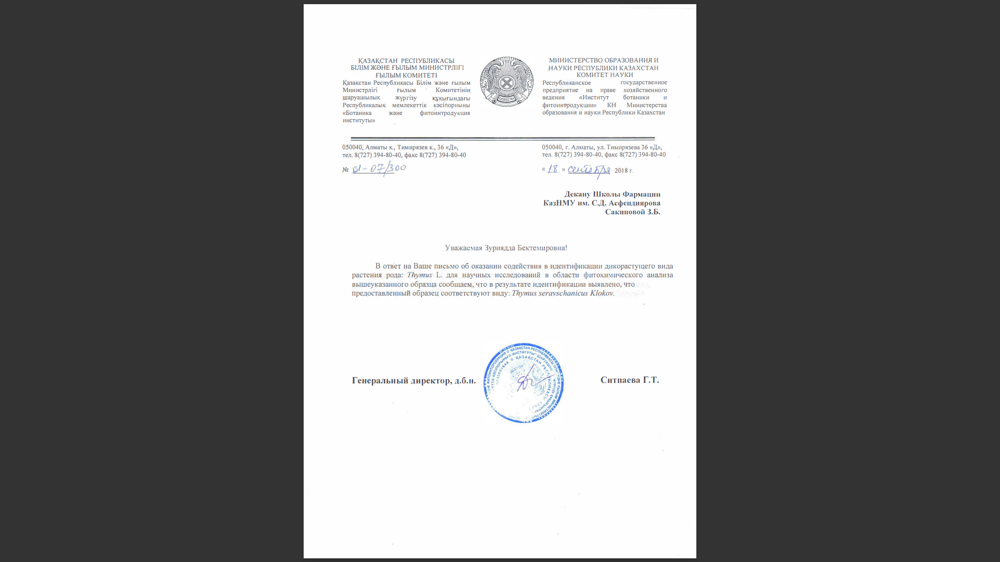 ҚАЗАҚСТАН РЕСПУБЛИКАСЫ
БІЛІМ ЖӘНЕ ҒЫЛЫМ МИНИСТРЛІГІ
ҒЫЛЫМ КОМИТЕТІ
Қазақстан Республикасы Білім және ғылым
Министрлігі ғылым Комитетінің
шаруашылық жүргізу құқығындағы
Республикалық мемлекеттік кәсіпорныны
«Ботаника және фитоинтродукция
институты»
ҚАЗАҚСТАН
МИНИСТЕРСТВО ОБРАЗОВАНИЯ И
НАУКИ РЕСПУБЛИКИ КАЗАХСТАН
КОМИТЕТ НАУКИ
Республиканское государственное
предприятие на праве хозяйственного
ведения «Институт ботаники и
фитоинтродукции» КН Министерства
образования и науки Республики Казахстан
050040, Алматы қ., Тимирязев к., 36 «Д»,
тел. 8(727) 394-80-40, факс 8(727) 394-80-40
№ 01-07/300
050040, г. Алматы, ул. Тимирязева 36 «Д»,
тел. 8(727) 394-80-40, факс 8(727) 394-80-40
« 18 » сентября 2018 г.
Декану Школы Фармации
КазНМУ им. С.Д. Асфендиярова
Сакиповой З.Б.
Уважаемая Зуриядда Бектемировна!
В ответ на Ваше письмо об оказании содействия в идентификации дикорастущего вида
растения рода: Thymus L. для научных исследований в области фитохимического анализа
вышеуказанного образца сообщаем, что в результате идентификации выявлено, что
предоставленный образец соответствуют виду: Thymus seravschanicus Klokov.
Генеральный директор, д.б.н.
ҚАЗАҚСТАН РЕСПУБЛИКАСЫ
Ситпаева Г.Т.